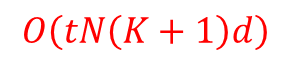 O(tN(K + 1)d)